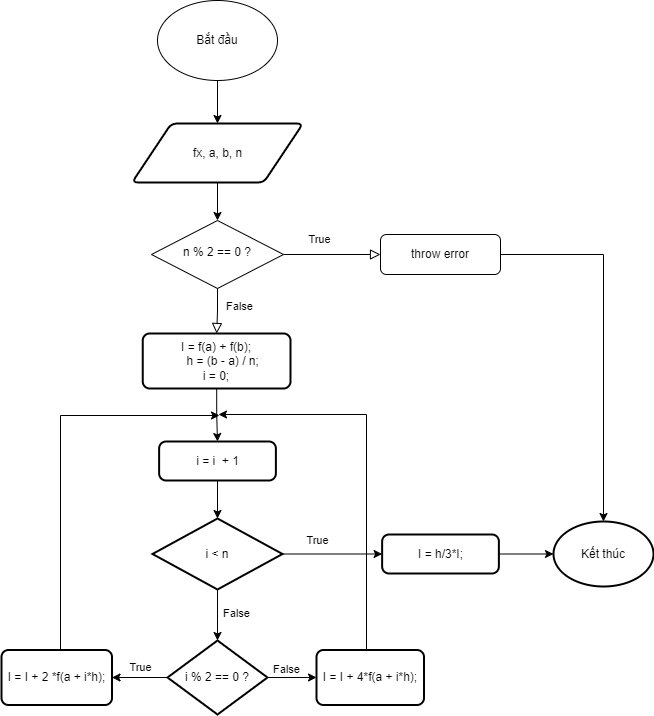 Bắt đầu
fx, a, b, n
n % 2 == 0 ?
True
throw error
False
I = f(a) + f(b);
h = (b - a) / n;
i = 0;
i = i + 1
i < n
True
I = h/3*I;
Kết thúc
False
I = I + 2 *f(a + i*h);
True
i % 2 == 0 ?
False
I = I + 4*f(a + i*h);